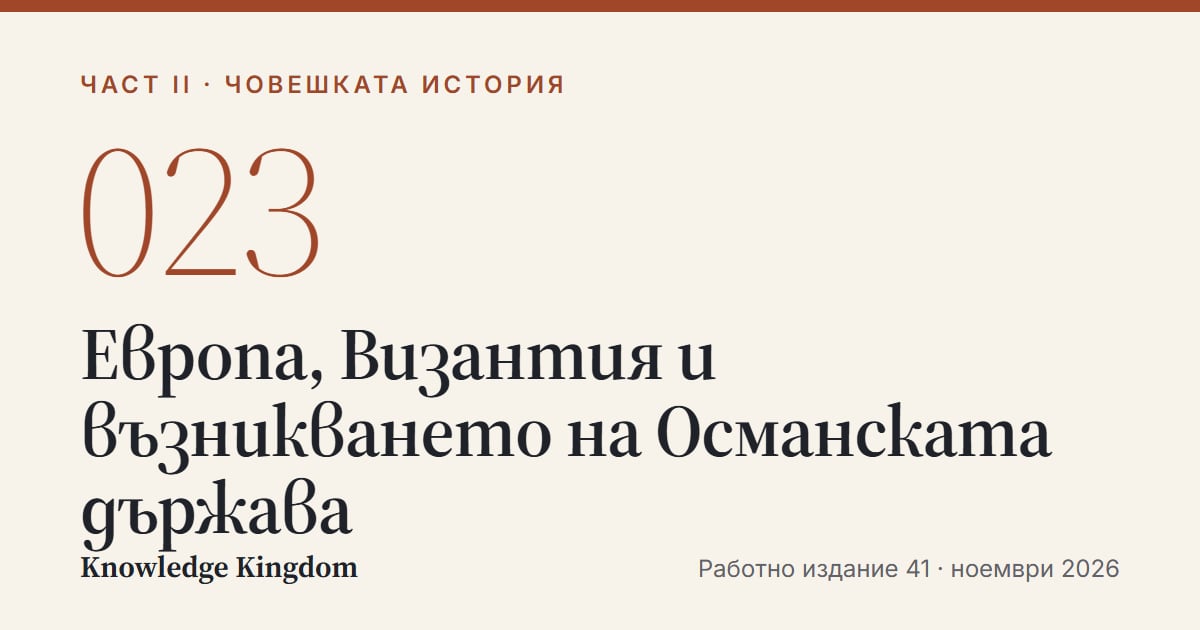 ЧАСТ II · ЧОВЕШКАТА ИСТОРИЯ
023
Европа, Византия и
възникването на Османската
държава
Knowledge Kingdom
Работно издание 41 · ноември 2026